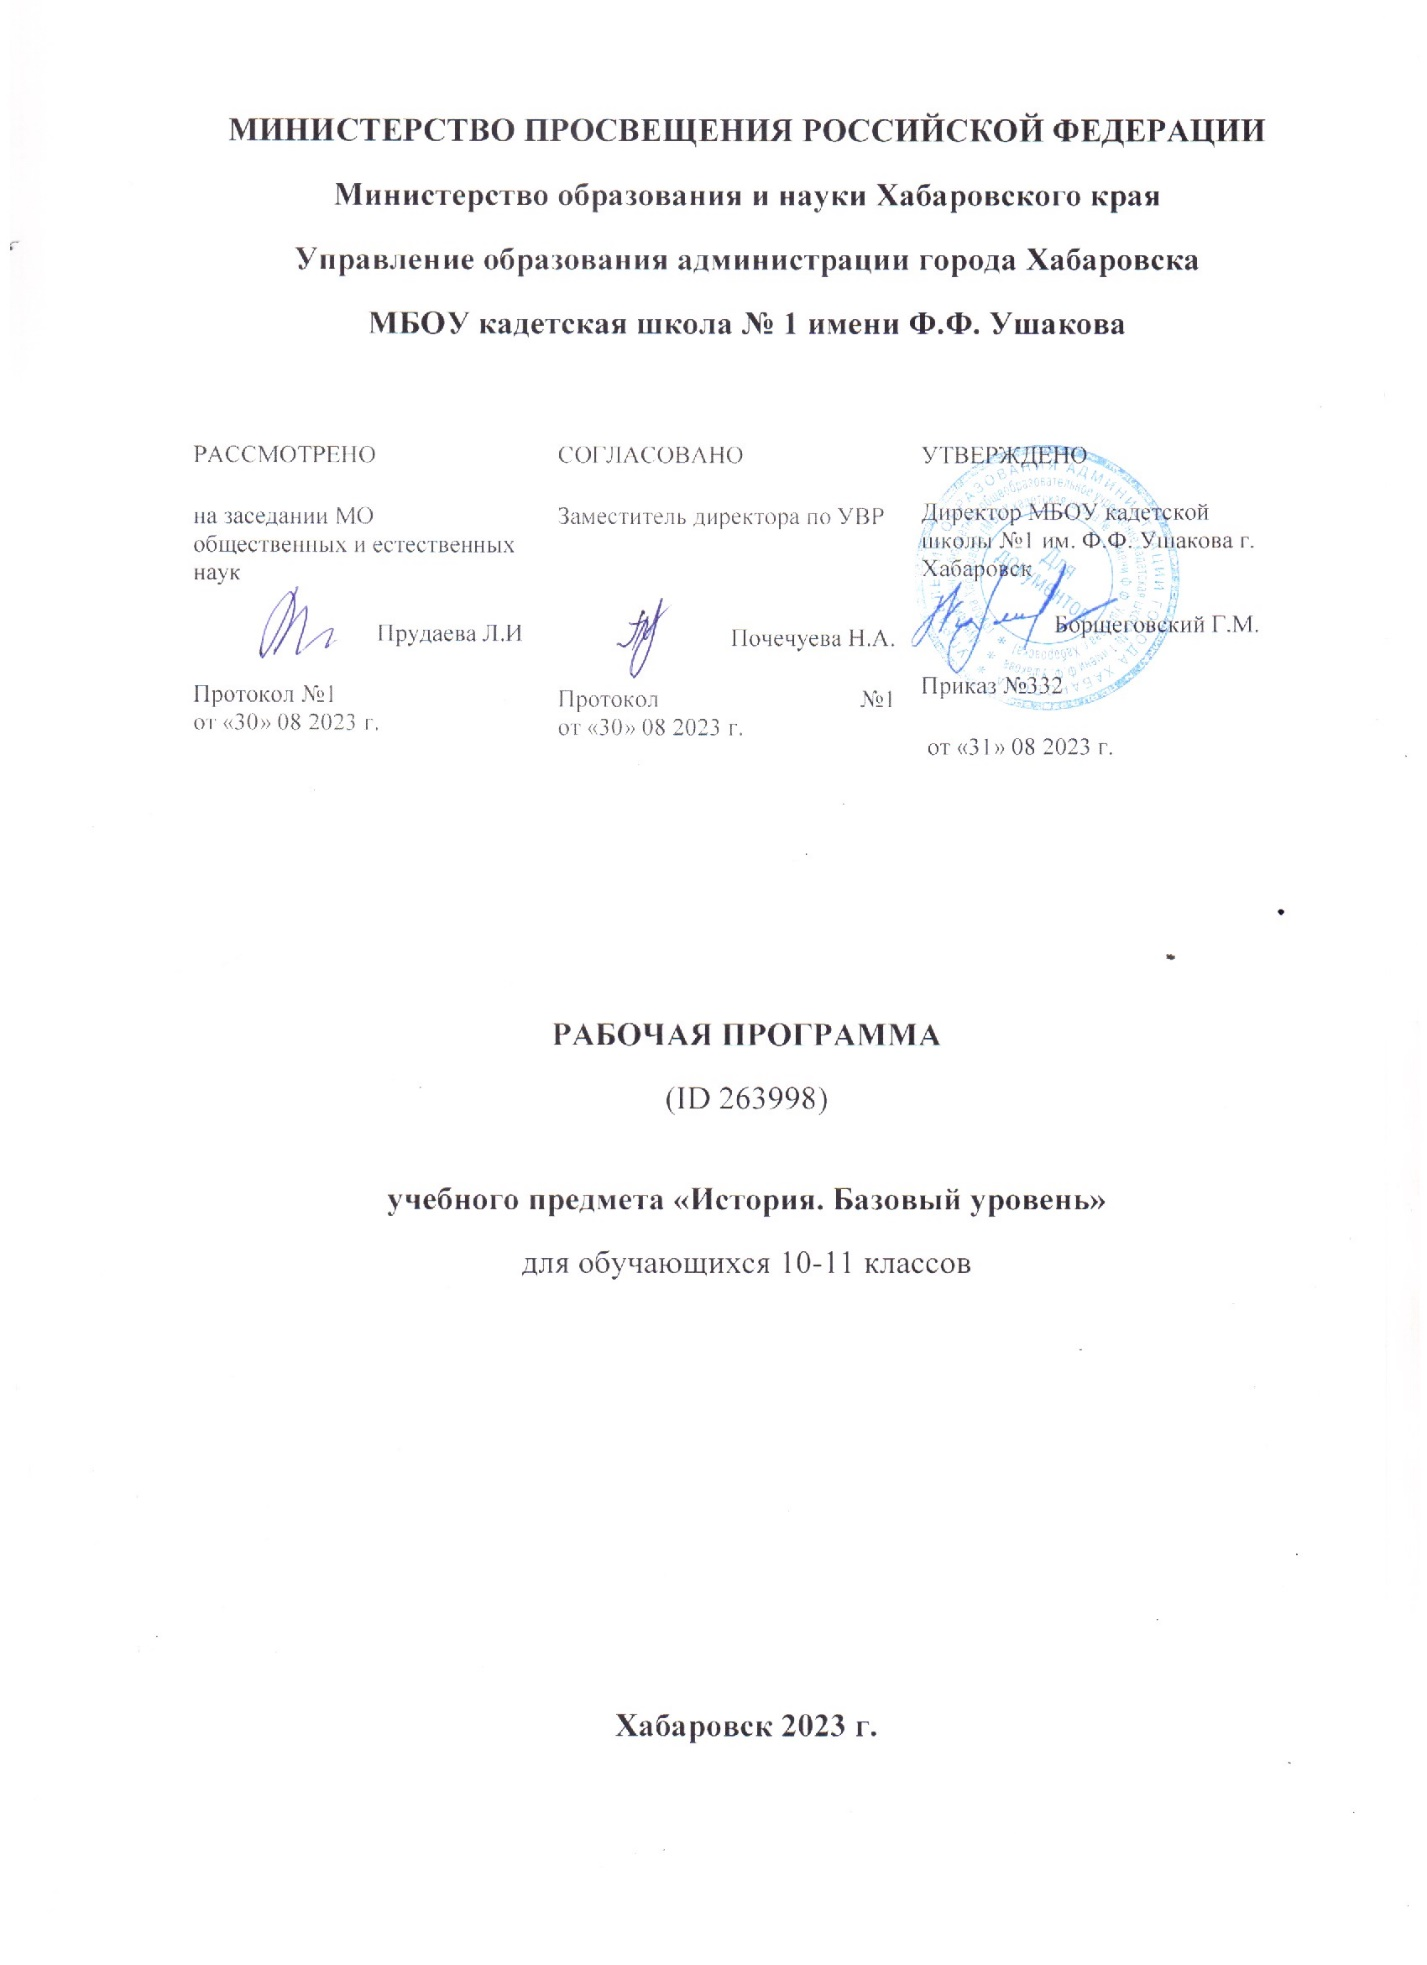 МИНИСТЕРСТВО ПРОСВЕЩЕНИЯ РОССИЙСКОЙ ФЕДЕРАЦИИ
Министерство образования и науки Хабаровского края
Управление образования администрации города Хабаровска
МБОУ кадетская школа № 1 имени Ф.Ф. Ушакова
РАССМОТРЕНО
на заседании МО
общественных и естественных
наук
Прудаева Л.И
Протокол №1
от «30» 08 2023 г.
СОГЛАСОВАНО
Заместитель директора по УВР
Почечуева Н.А.
Протокол №1
от «30» 08 2023 г.
УТВЕРЖДЕНО
Директор МБОУ кадетской
школы №1 им. Ф.Ф. Ушакова г.
Хабаровск
Борщеговский Г.М.
Приказ №332
от «31» 08 2023 г.
Для
документов
РАБОЧАЯ ПРОГРАММА
(ID 263998)
учебного предмета «История. Базовый уровень»
для обучающихся 10-11 классов
Хабаровск 2023 г.